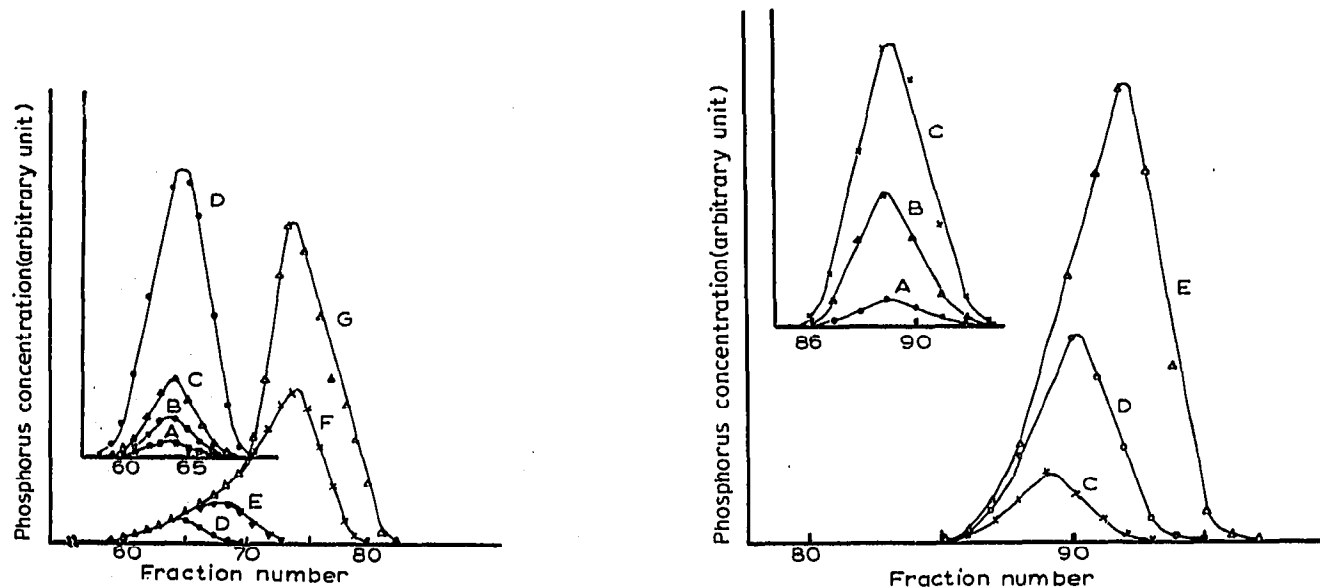 Phosphorus concentration(arbitrary unit)
D
C
B
A
60 65
G
F
E
D
60 70 80
Fraction number
Phosphorus concentration(arbitrary unit)
C
B
A
86 90
E
D
C
80 90
Fraction number